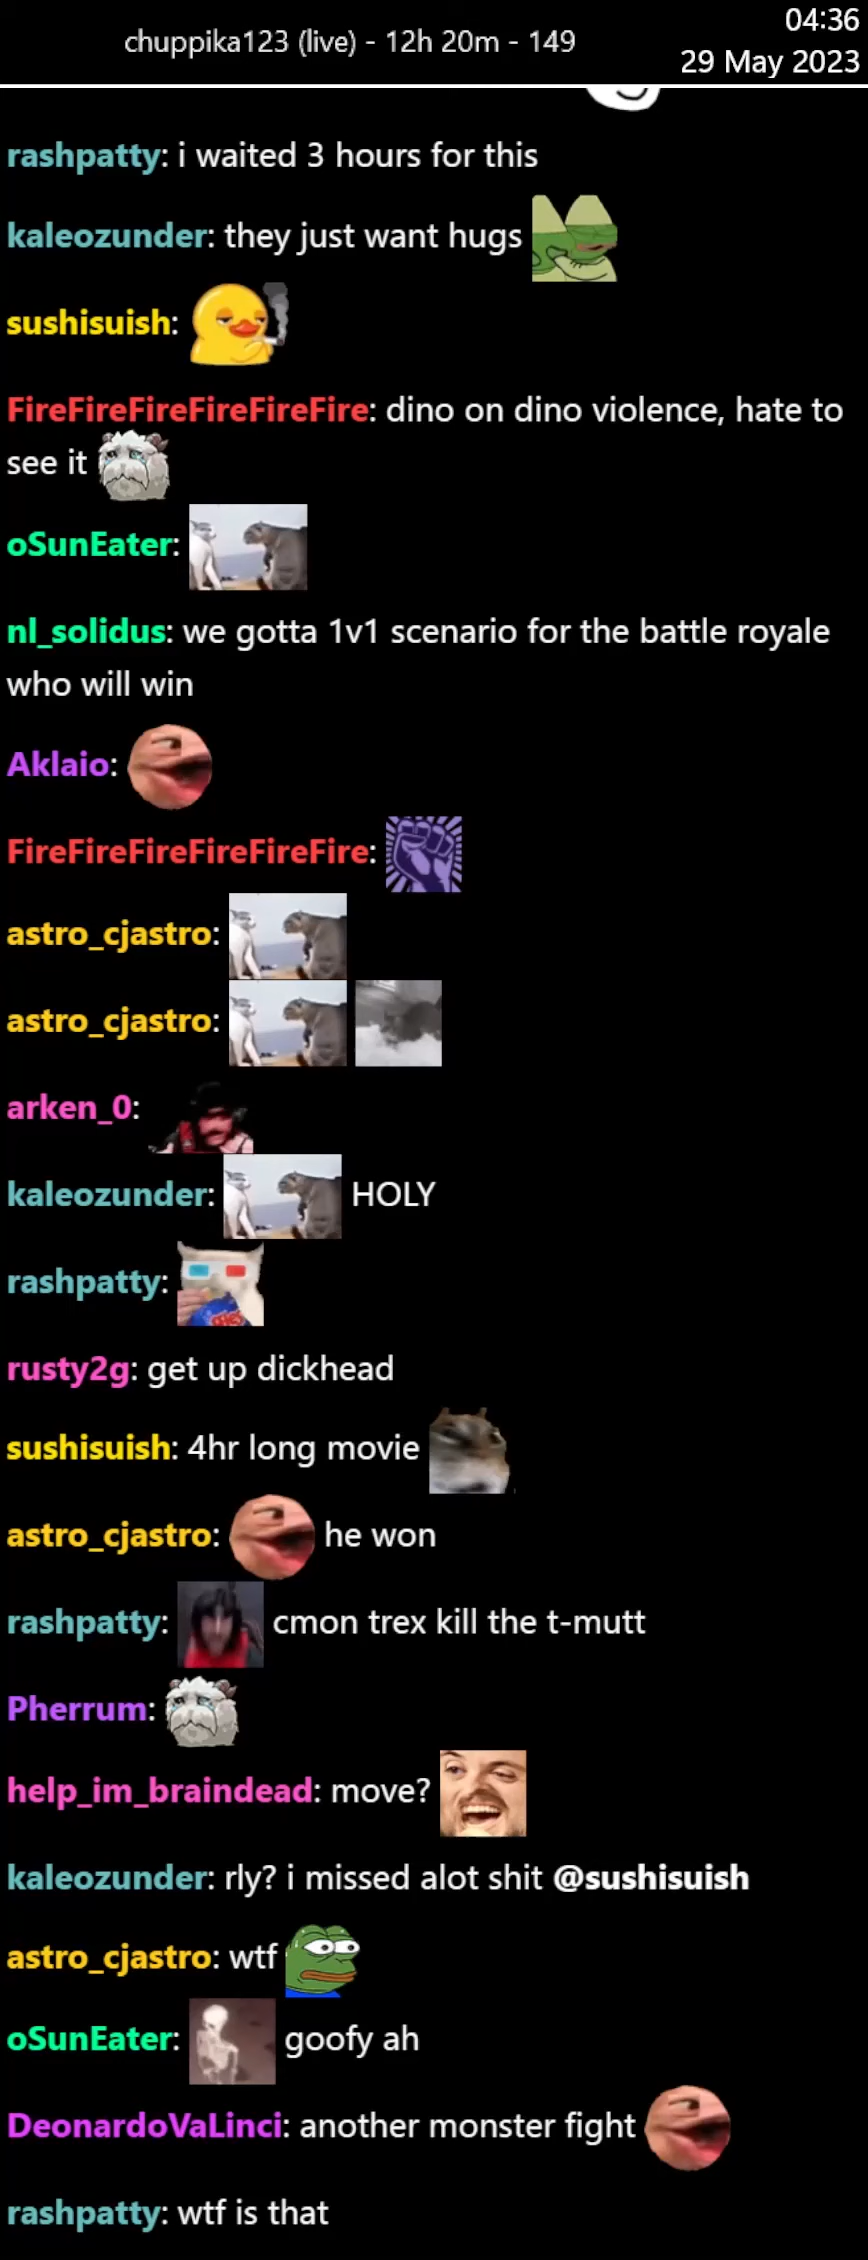 04:36
chuppika123 (live) - 12h 20m - 149
29 May 2023
rashpatty: i waited 3 hours for this
kaleozunder: they just want hugs
sushisuish:
FireFireFireFireFireFire: dino on dino violence, hate to
see it
oSunEater:
nl_solidus: we gotta 1v1 scenario for the battle royale
who will win
Aklaio:
FireFireFireFireFireFire:
astro_cjastro:
astro_cjastro:
arken_0:
kaleozunder: HOLY
rashpatty:
rusty2g: get up dickhead
sushisuish: 4hr long movie
astro_cjastro: he won
rashpatty: cmon trex kill the t-mutt
Pherrum:
help_im_braindead: move?
kaleozunder: rly? i missed alot shit @sushisuish
astro_cjastro: wtf
oSunEater: goofy ah
DeonardoVaLinci: another monster fight
rashpatty: wtf is that